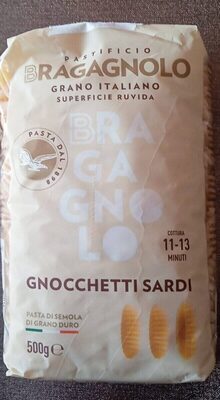 PASTIFICIO
BRAGAGNOLO
GRANO ITALIANO
SUPERFICIE RUVIDA
PASTA DAL 1898
BRA
GA
GNO
LO
COTTURA
11-13
MINUTI
GNOCCHETTI SARDI
PASTA DI SEMOLA
DI GRANO DURO
500g e